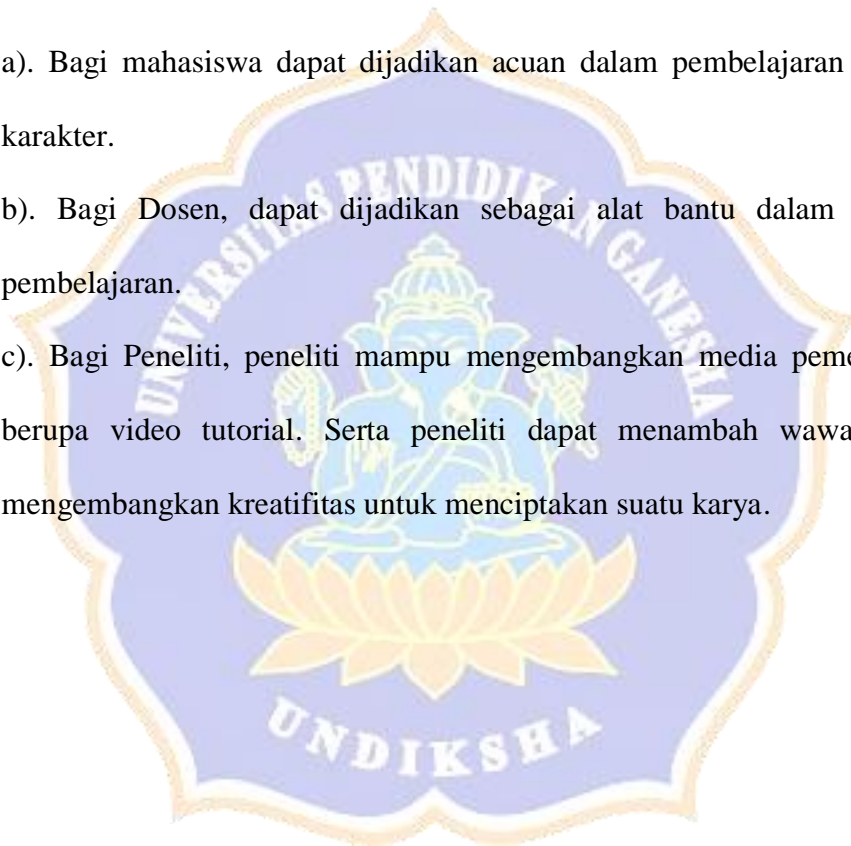 a). Bagi mahasiswa dapat dijadikan acuan dalam pembelajaran
karakter.
b). Bagi Dosen, dapat dijadikan sebagai alat bantu dalam
pembelajaran.
c). Bagi Peneliti, peneliti mampu mengembangkan media
berupa video tutorial. Serta peneliti dapat menambah
mengembangkan kreatifitas untuk menciptakan suatu karya.
UNIVERSITAS PENDIDIKAN GANESHA
UNDIKSHA